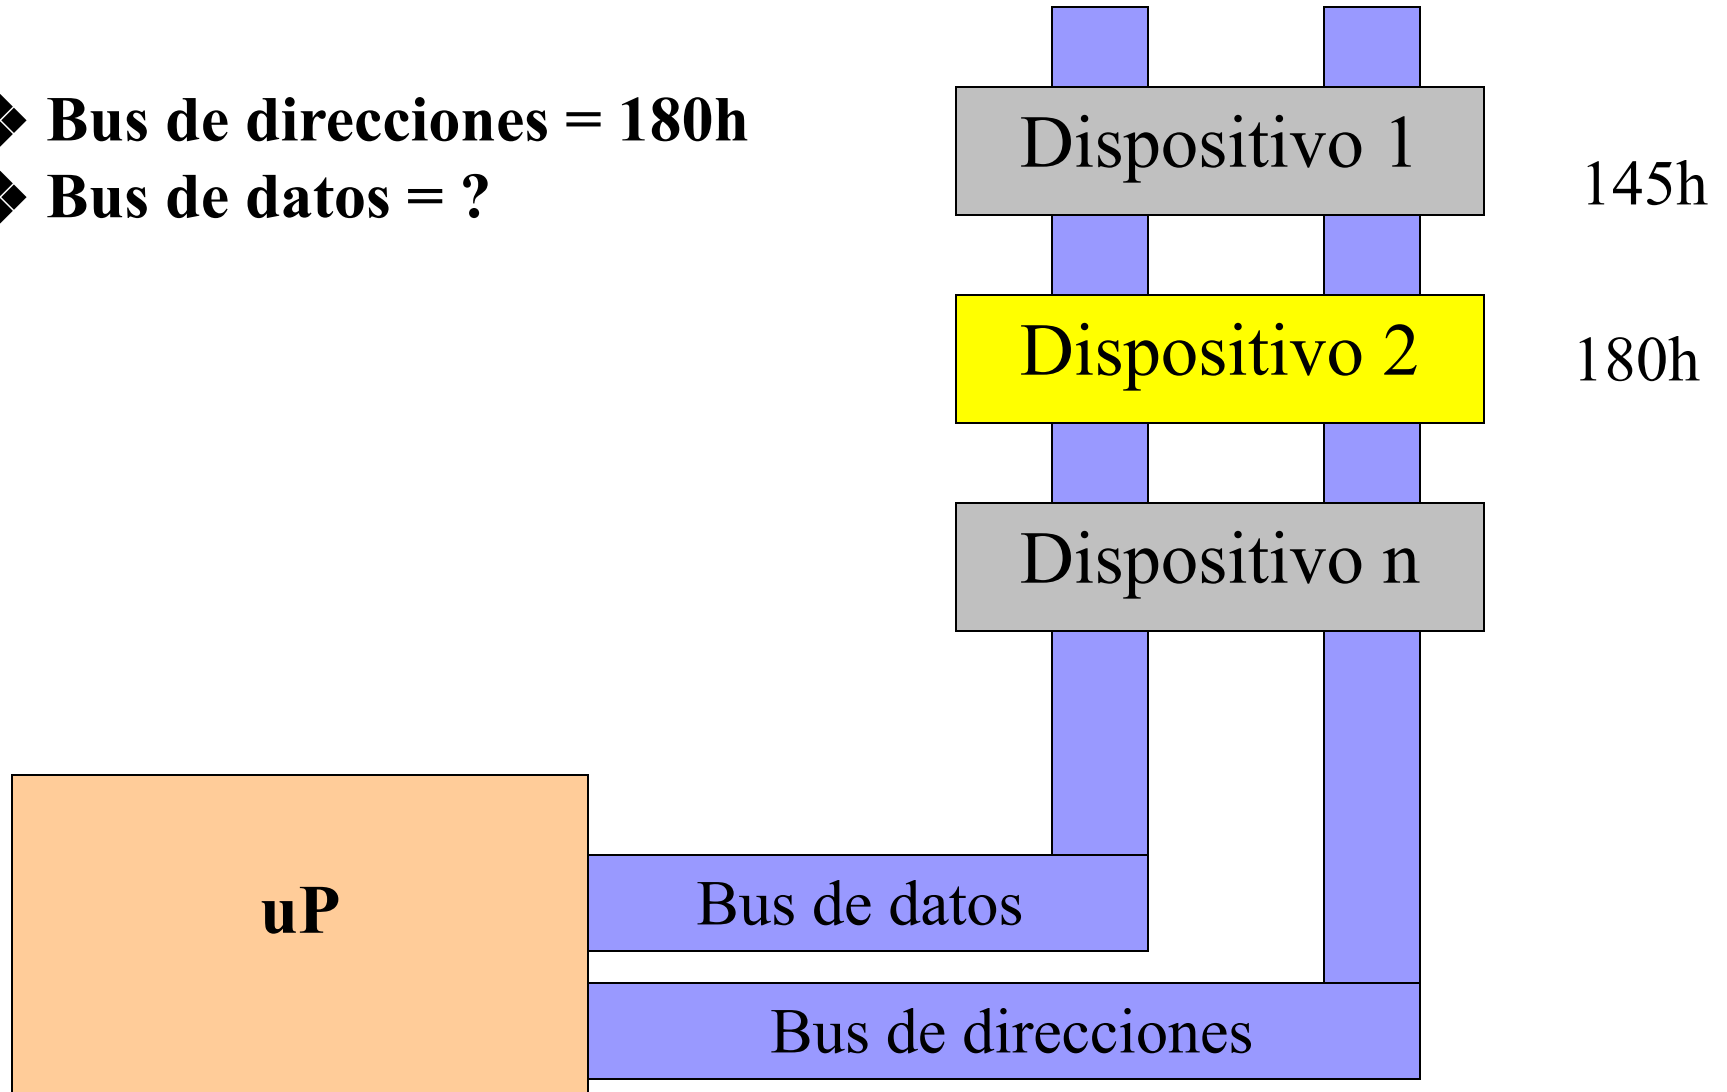 ❖ Bus de direcciones = 180h
❖ Bus de datos = ?
Dispositivo 1
145h
Dispositivo 2
180h
Dispositivo n
uP
Bus de datos
Bus de direcciones